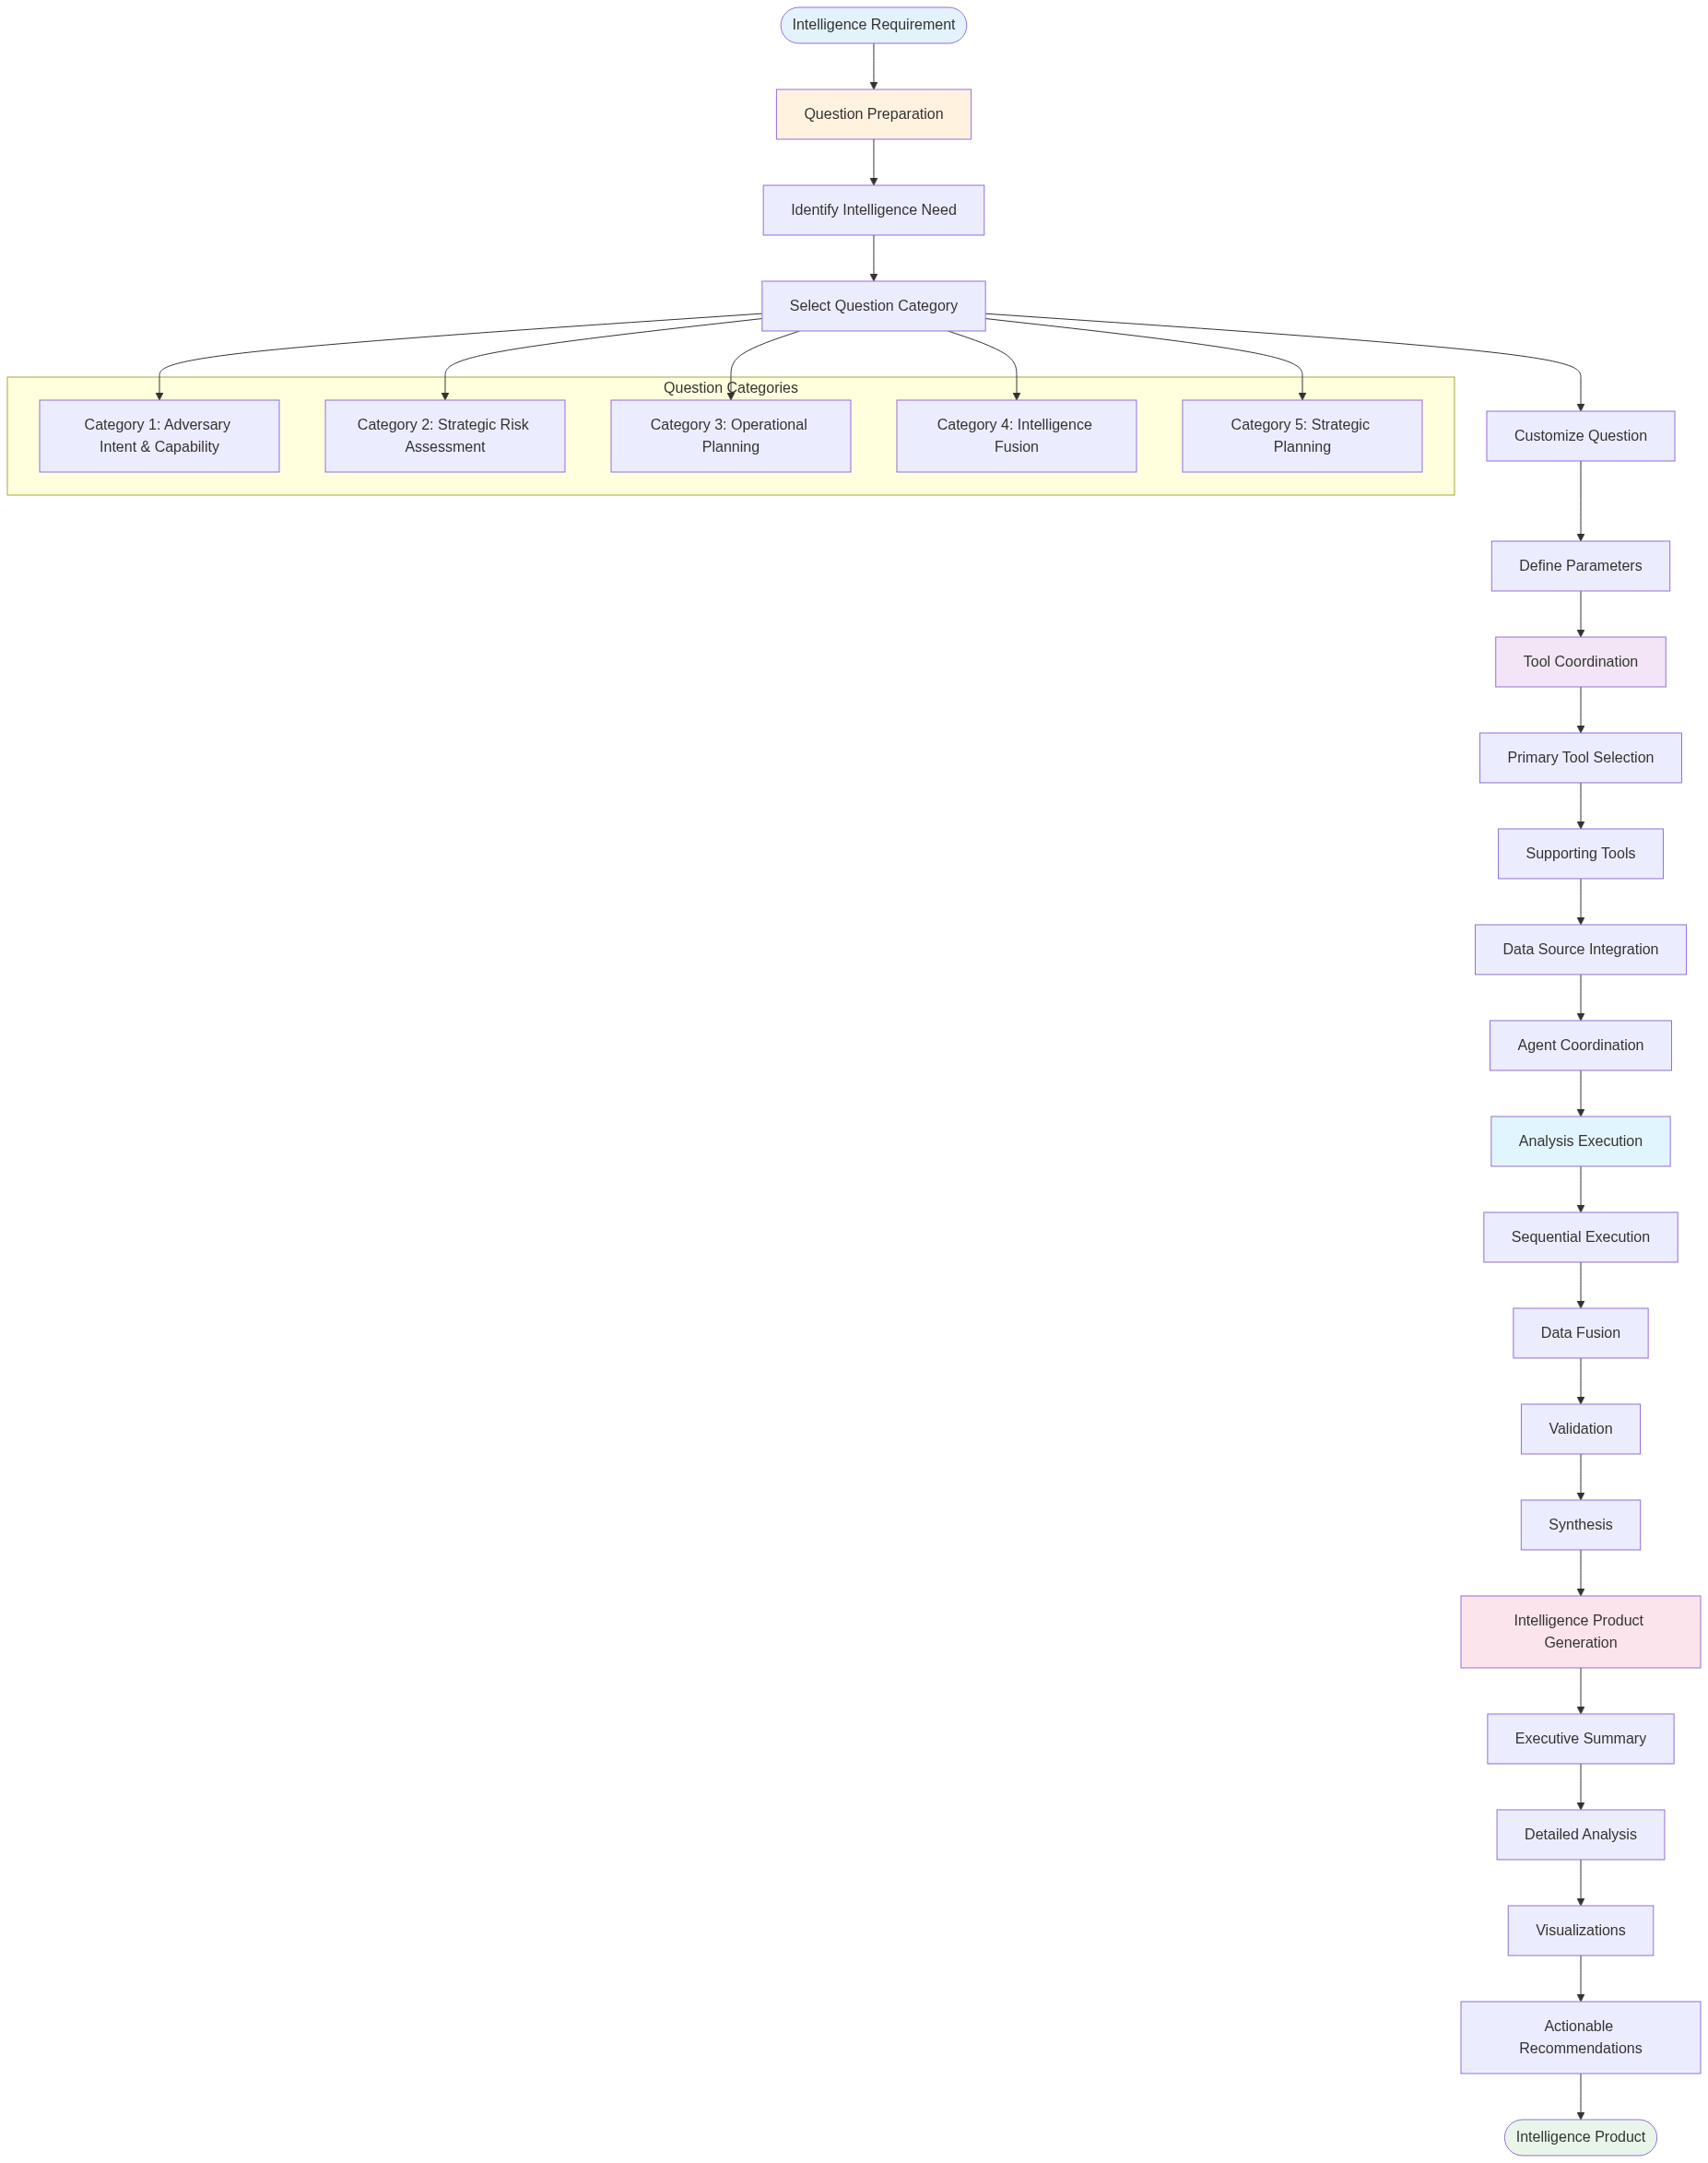 Intelligence Requirement
Question Preparation
Identify Intelligence Need
Select Question Category
Question Categories
Category 1: Adversary
Intent & Capability
Category 2: Strategic Risk
Assessment
Category 3: Operational
Planning
Category 4: Intelligence
Fusion
Category 5: Strategic
Planning
Customize Question
Define Parameters
Tool Coordination
Primary Tool Selection
Supporting Tools
Data Source Integration
Agent Coordination
Analysis Execution
Sequential Execution
Data Fusion
Validation
Synthesis
Intelligence Product
Generation
Executive Summary
Detailed Analysis
Visualizations
Actionable
Recommendations
Intelligence Product